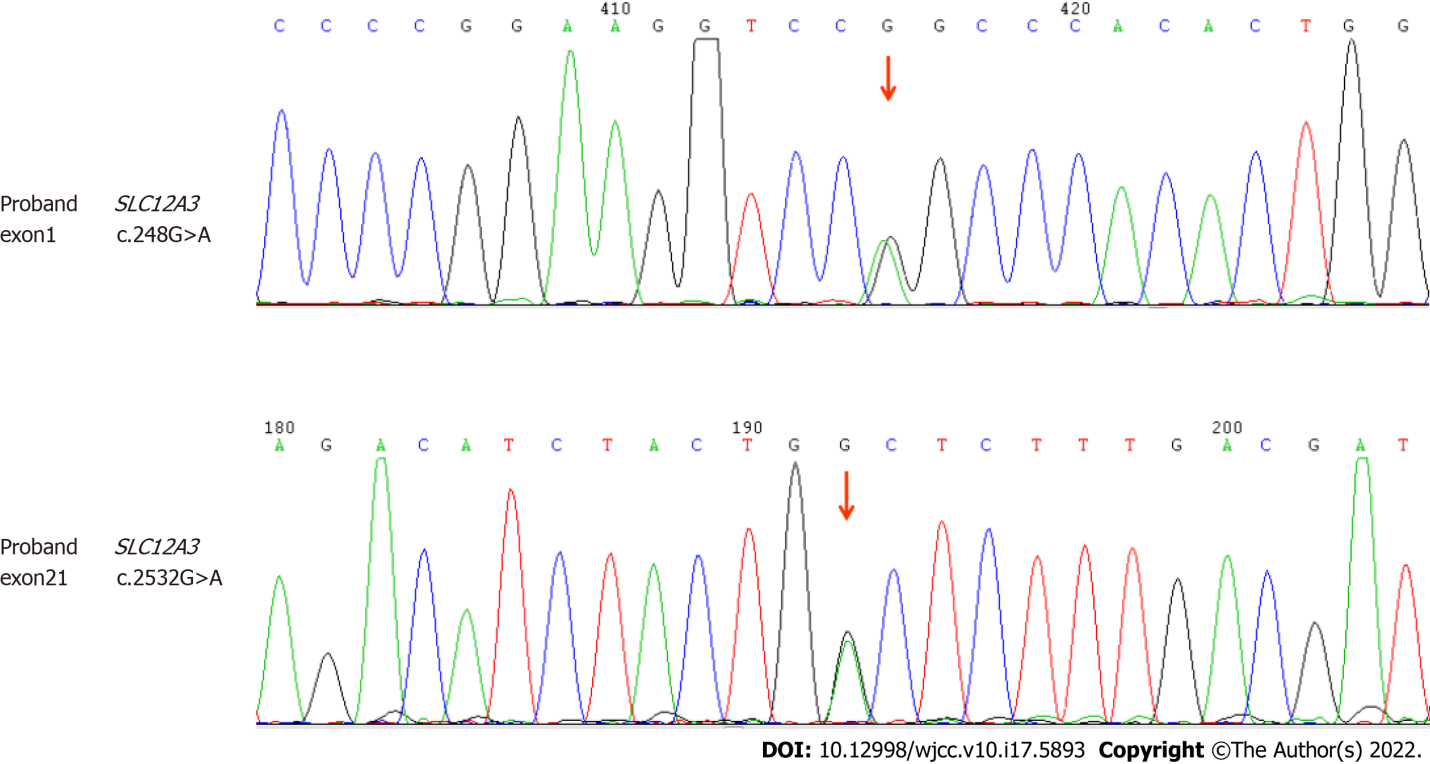 410 420
C C C C G G A A G G T C C G G C C C A C A C T G G
Proband SLC12A3
exon1 c.248G>A
180 190 200
A G A C A T C T A C T G G C T C T T T G A C G A T
Proband SLC12A3
exon21 c.2532G>A
DOI: 10.12998/wjcc.v10.i17.5893 Copyright ©The Author(s) 2022.